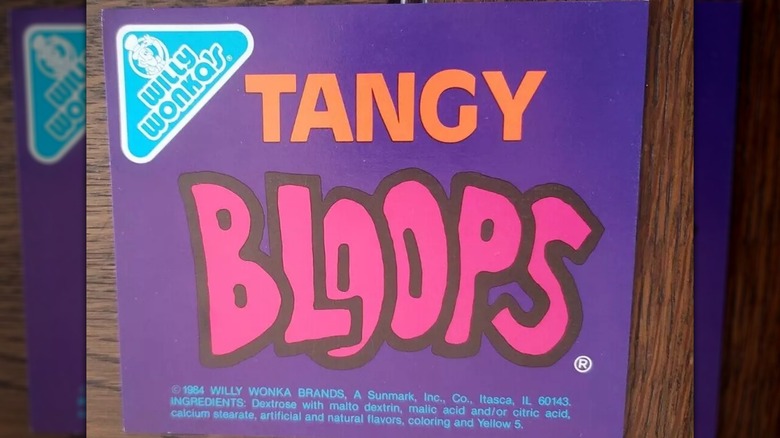 Willy
Wonka's
®
TANGY
BLOOPS
®
© 1984 WILLY WONKA BRANDS, A Sunmark, Inc., Co., Itasca, IL 60143.
INGREDIENTS: Dextrose with malto dextrin, malic acid and/or citric acid,
calcium stearate, artificial and natural flavors, coloring and Yellow 5.